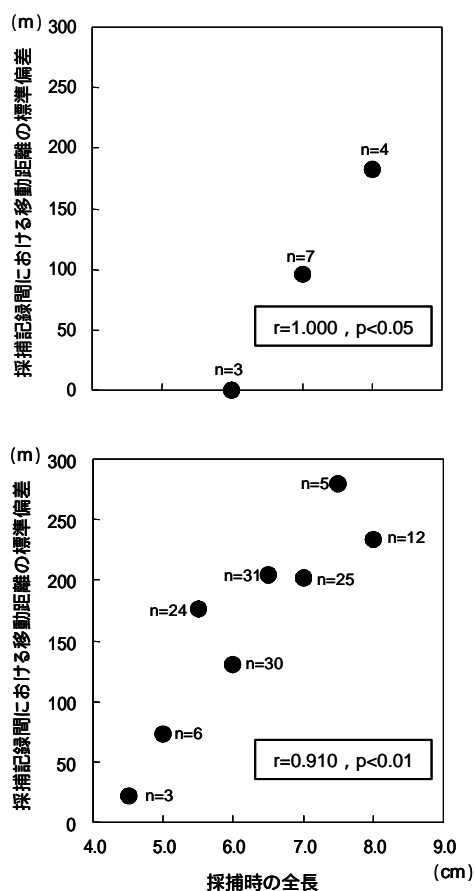 (m)
300
250
200
150
100
50
0
採捕記録間における移動距離の標準偏差
n=4
n=7
n=3
r=1.000 , p<0.05
(m)
300
250
200
150
100
50
0
採捕記録間における移動距離の標準偏差
n=5
n=12
n=31
n=25
n=24
n=30
n=6
n=3
r=0.910 , p<0.01
4.0 5.0 6.0 7.0 8.0 9.0
(cm)
採捕時の全長